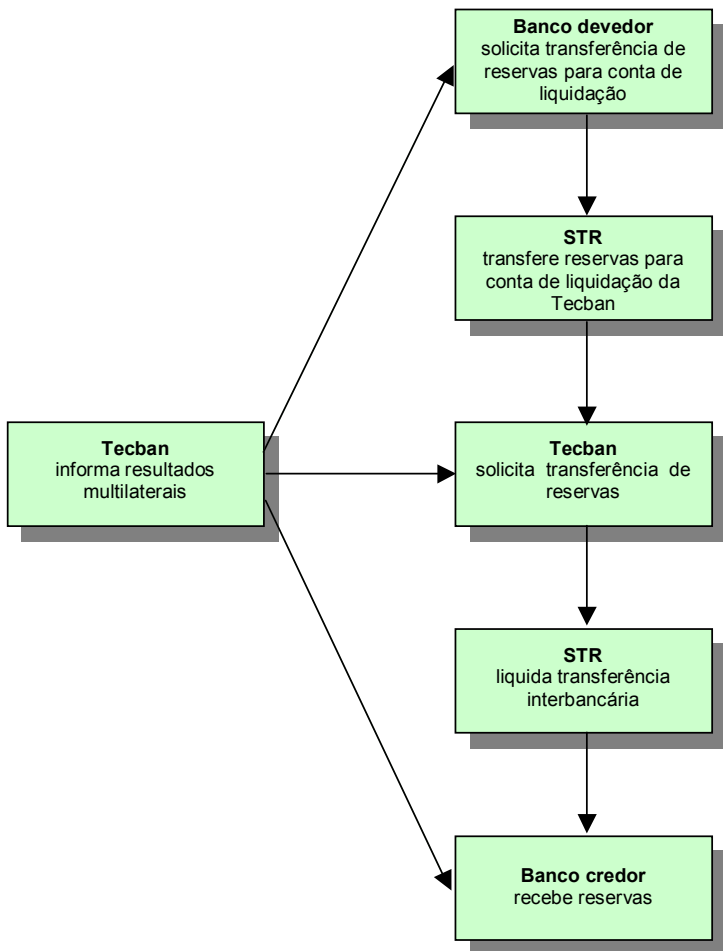 Banco devedor
solicita transferência de
reservas para conta de
liquidação
STR
transfere reservas para
conta de liquidação da
Tecban
Tecban
informa resultados
multilaterais
Tecban
solicita transferência de
reservas
STR
liquida transferência
interbancária
Banco credor
recebe reservas